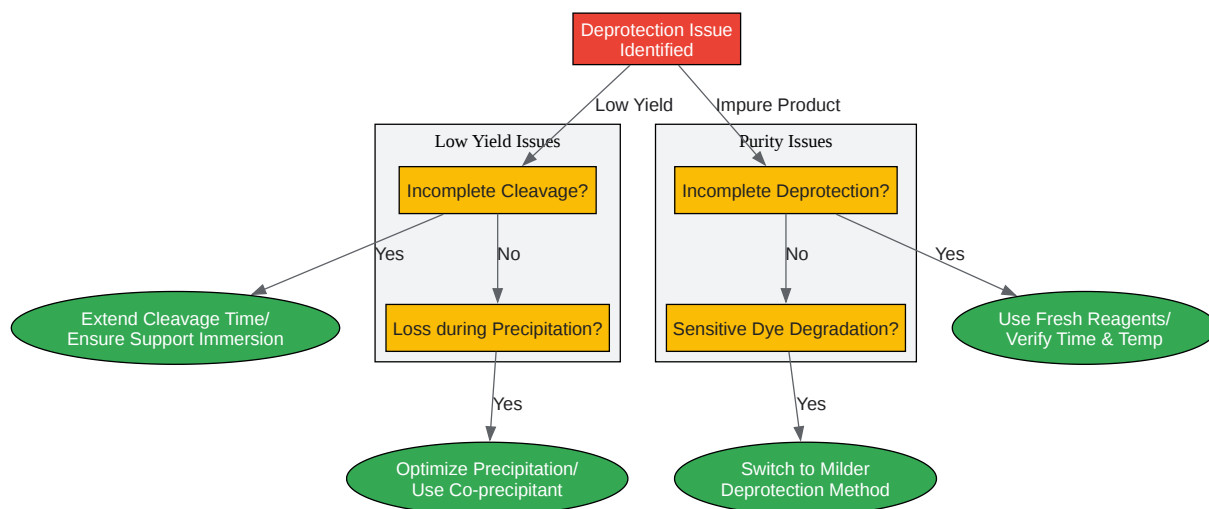 Deprotection Issue
Identified
Low Yield
Impure Product
Low Yield Issues
Purity Issues
Incomplete Cleavage?
Incomplete Deprotection?
Yes
No
No
Yes
Extend Cleavage Time/
Ensure Support Immersion
Loss during Precipitation?
Sensitive Dye Degradation?
Use Fresh Reagents/
Verify Time & Temp
Yes
Yes
Optimize Precipitation/
Use Co-precipitant
Switch to Milder
Deprotection Method